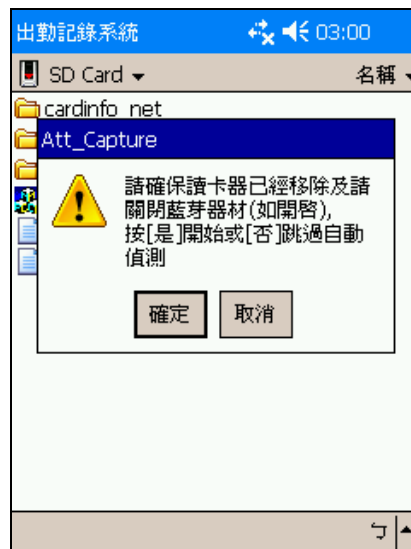 出勤記錄系統 03:00
SD Card 名稱
cardinfo_net
Att_Capture
請確保讀卡器已經移除及請
關閉藍芽器材(如開啓),
按[是]開始或[否]跳過自動
偵測
確定 取消
ㄅ